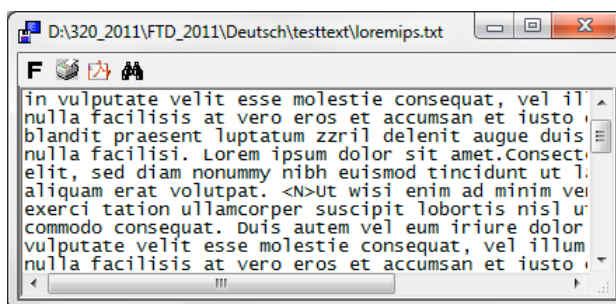 D:\320_2011\FTD_2011\Deutsch\testtext\loremips.txt
F
in vulputate velit esse molestie consequat, vel il
nulla facilisis at vero eros et accumsan et iusto
blandit praesent luptatum zzril delenit augue duis
nulla facilisi. Lorem ipsum dolor sit amet.Consect
elit, sed diam nonummy nibh euismod tincidunt ut l
aliquam erat volutpat. <N>Ut wisi enim ad minim ve
exerci tation ullamcorper suscipit lobortis nisl u
commodo consequat. Duis autem vel eum iriure dolor
vulputate velit esse molestie consequat, vel illum
nulla facilisis at vero eros et accumsan et iusto